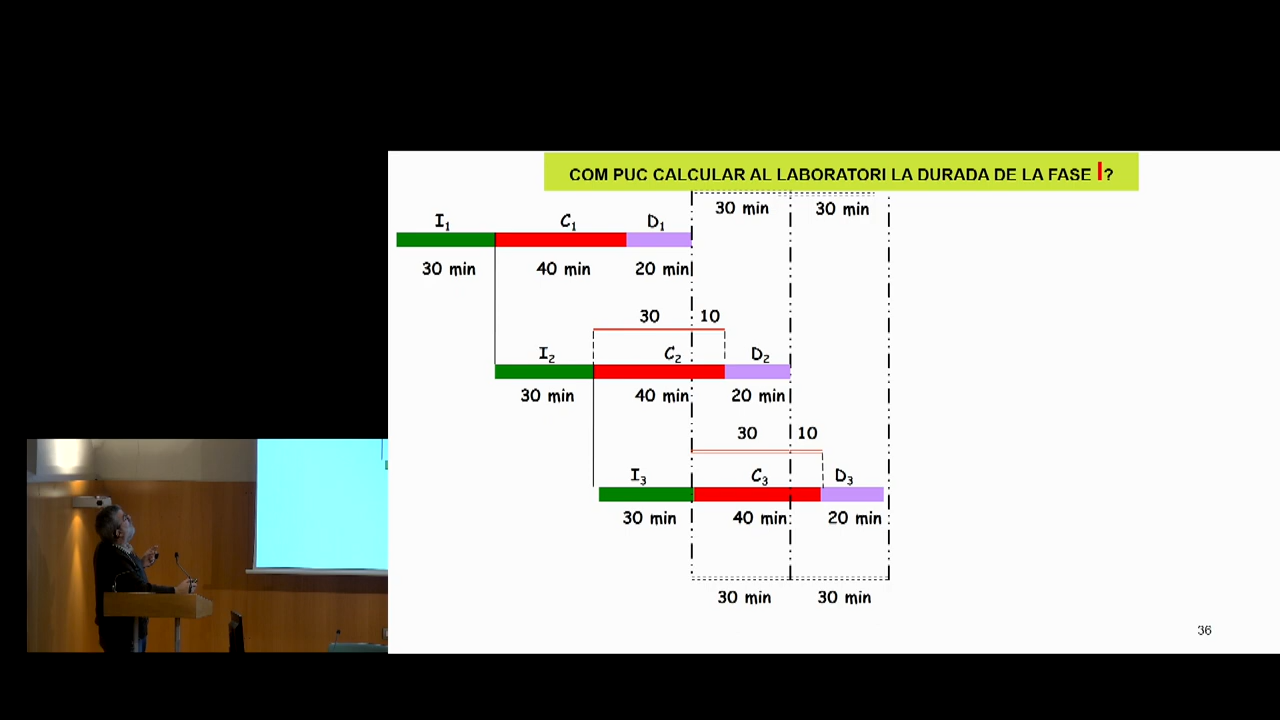 COM PUC CALCULAR AL LABORATORI LA DURADA DE LA FASE I?
30 min 30 min
I1 C1 D1
30 min 40 min 20 min
30 10
I2 C2 D2
30 min 40 min 20 min
30 10
I3 C3 D3
30 min 40 min 20 min
30 min 30 min
36